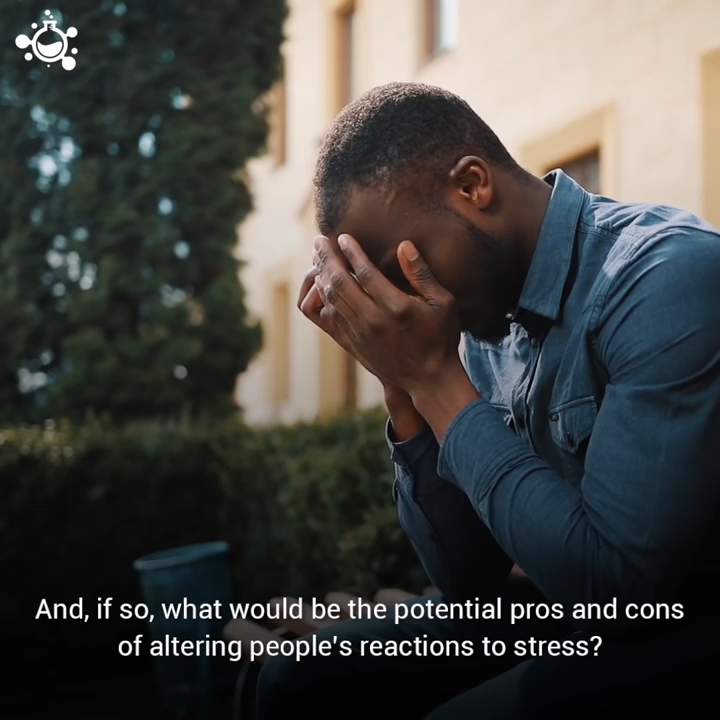 And, if so, what would be the potential pros and cons
of altering people's reactions to stress?